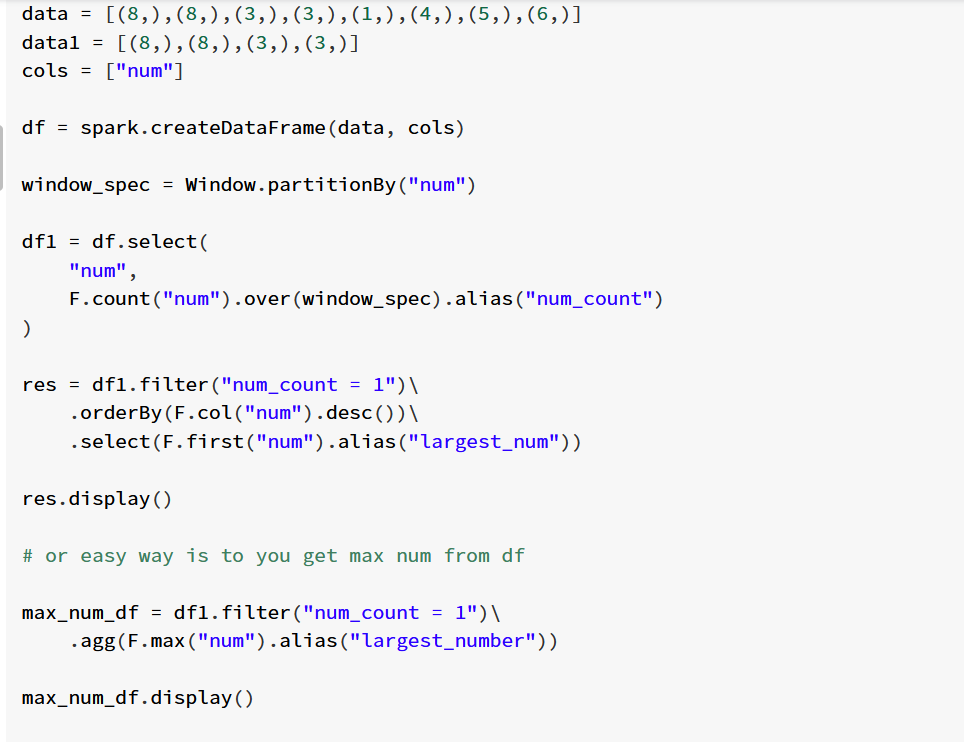 data = [(8,),(8,),(3,),(3,),(1,),(4,),(5,),(6,)]
data1 = [(8,),(8,),(3,),(3,)]
cols = ["num"]
df = spark.createDataFrame(data, cols)
window_spec = Window.partitionBy("num")
df1 = df.select(
    "num",
    F.count("num").over(window_spec).alias("num_count")
)
res = df1.filter("num_count = 1")\
    .orderBy(F.col("num").desc())\
    .select(F.first("num").alias("largest_num"))
res.display()
# or easy way is to you get max num from df
max_num_df = df1.filter("num_count = 1")\
    .agg(F.max("num").alias("largest_number"))
max_num_df.display()